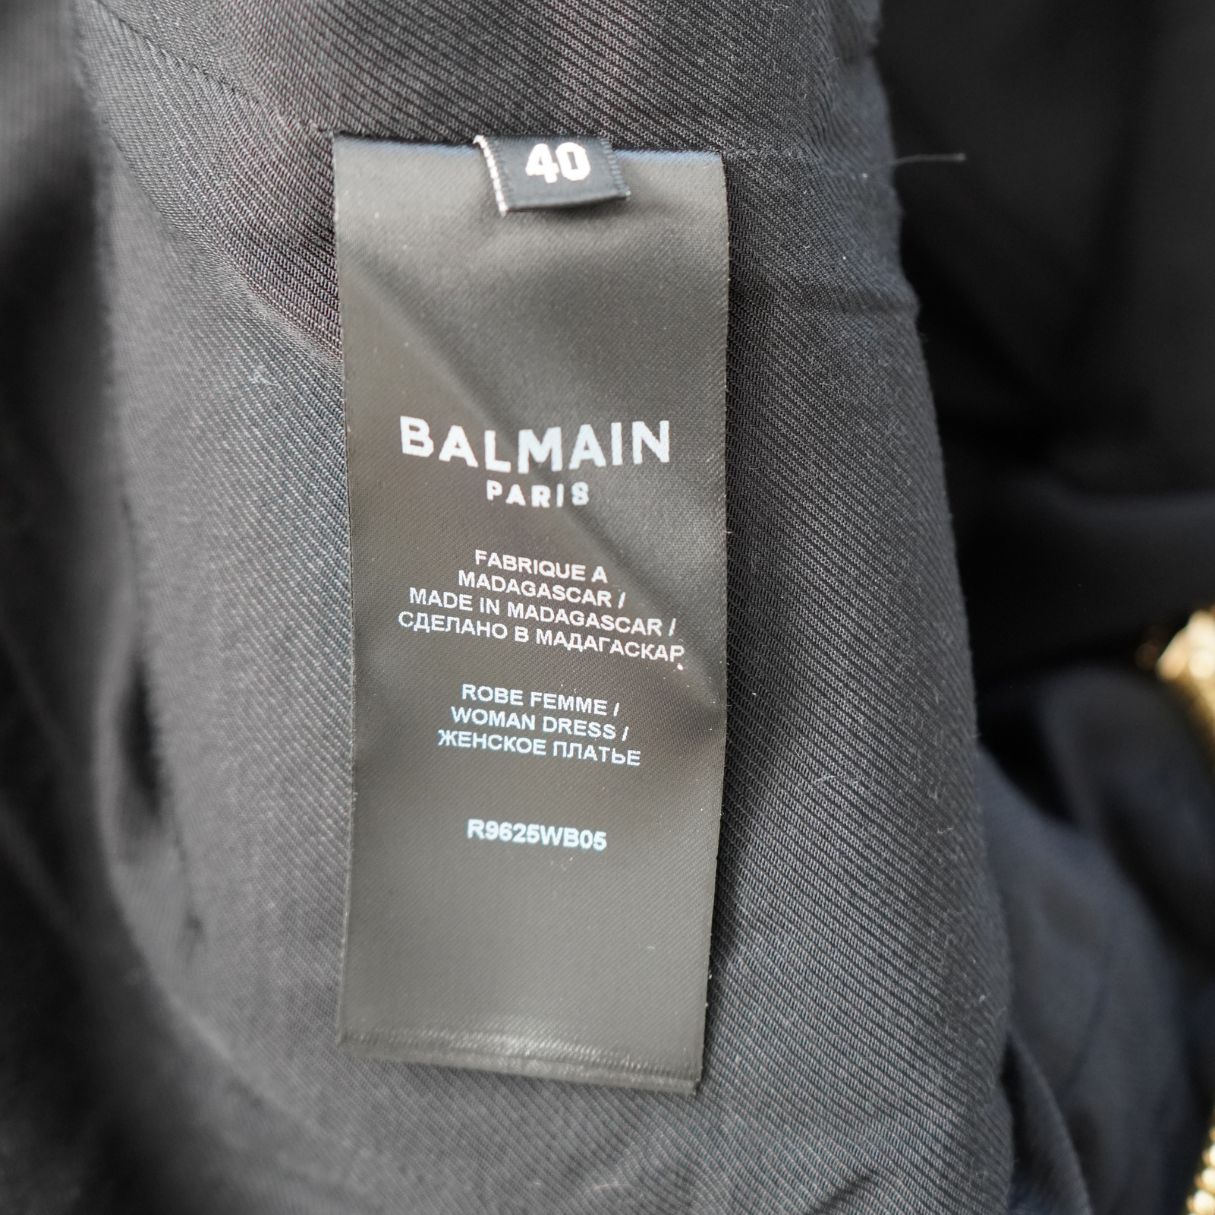 40
BALMAIN
PARIS
FABRIQUE A
MADAGASCAR /
MADE IN MADAGASCAR /
СДЕЛАНО В МАДАГАСКАР
ROBE FEMME /
WOMAN DRESS /
ЖЕНСКОЕ ПЛАТЬЕ
R9625WB05